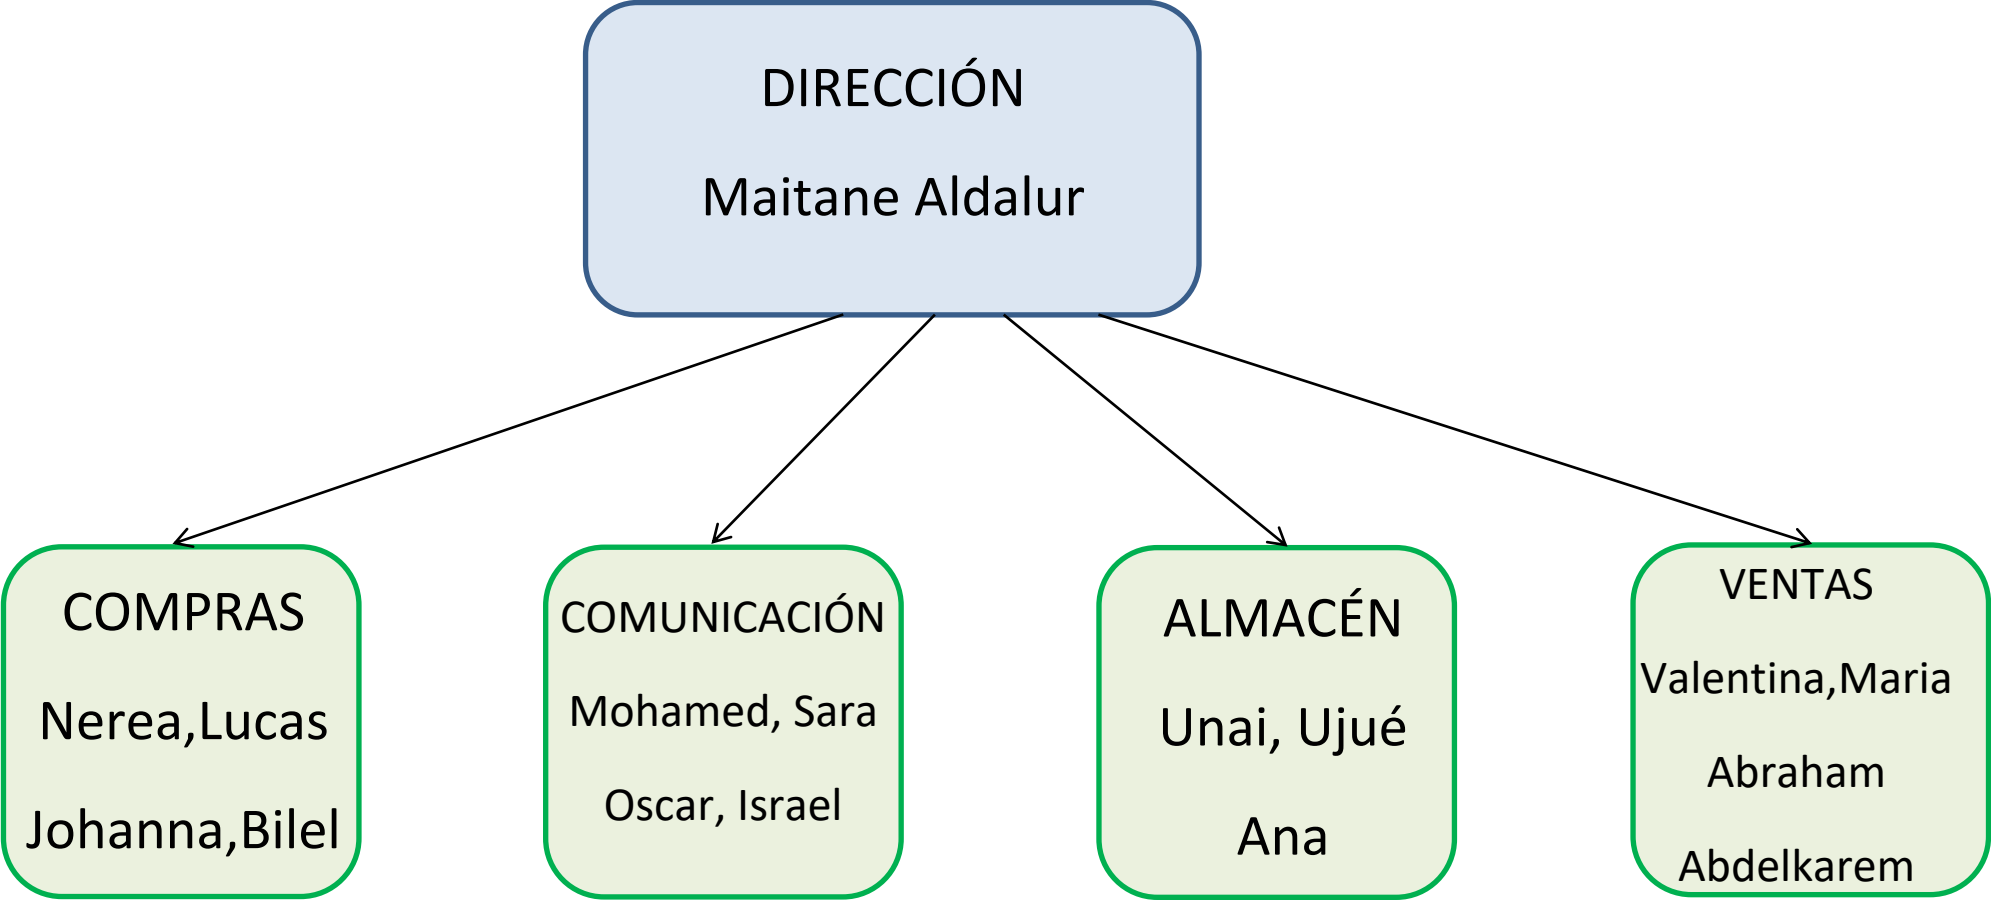 DIRECCIÓN
Maitane Aldalur
COMPRAS
Nerea,Lucas
Johanna,Bilel
COMUNICACIÓN
Mohamed, Sara
Oscar, Israel
ALMACÉN
Unai, Ujué
Ana
VENTAS
Valentina,Maria
Abraham
Abdelkarem